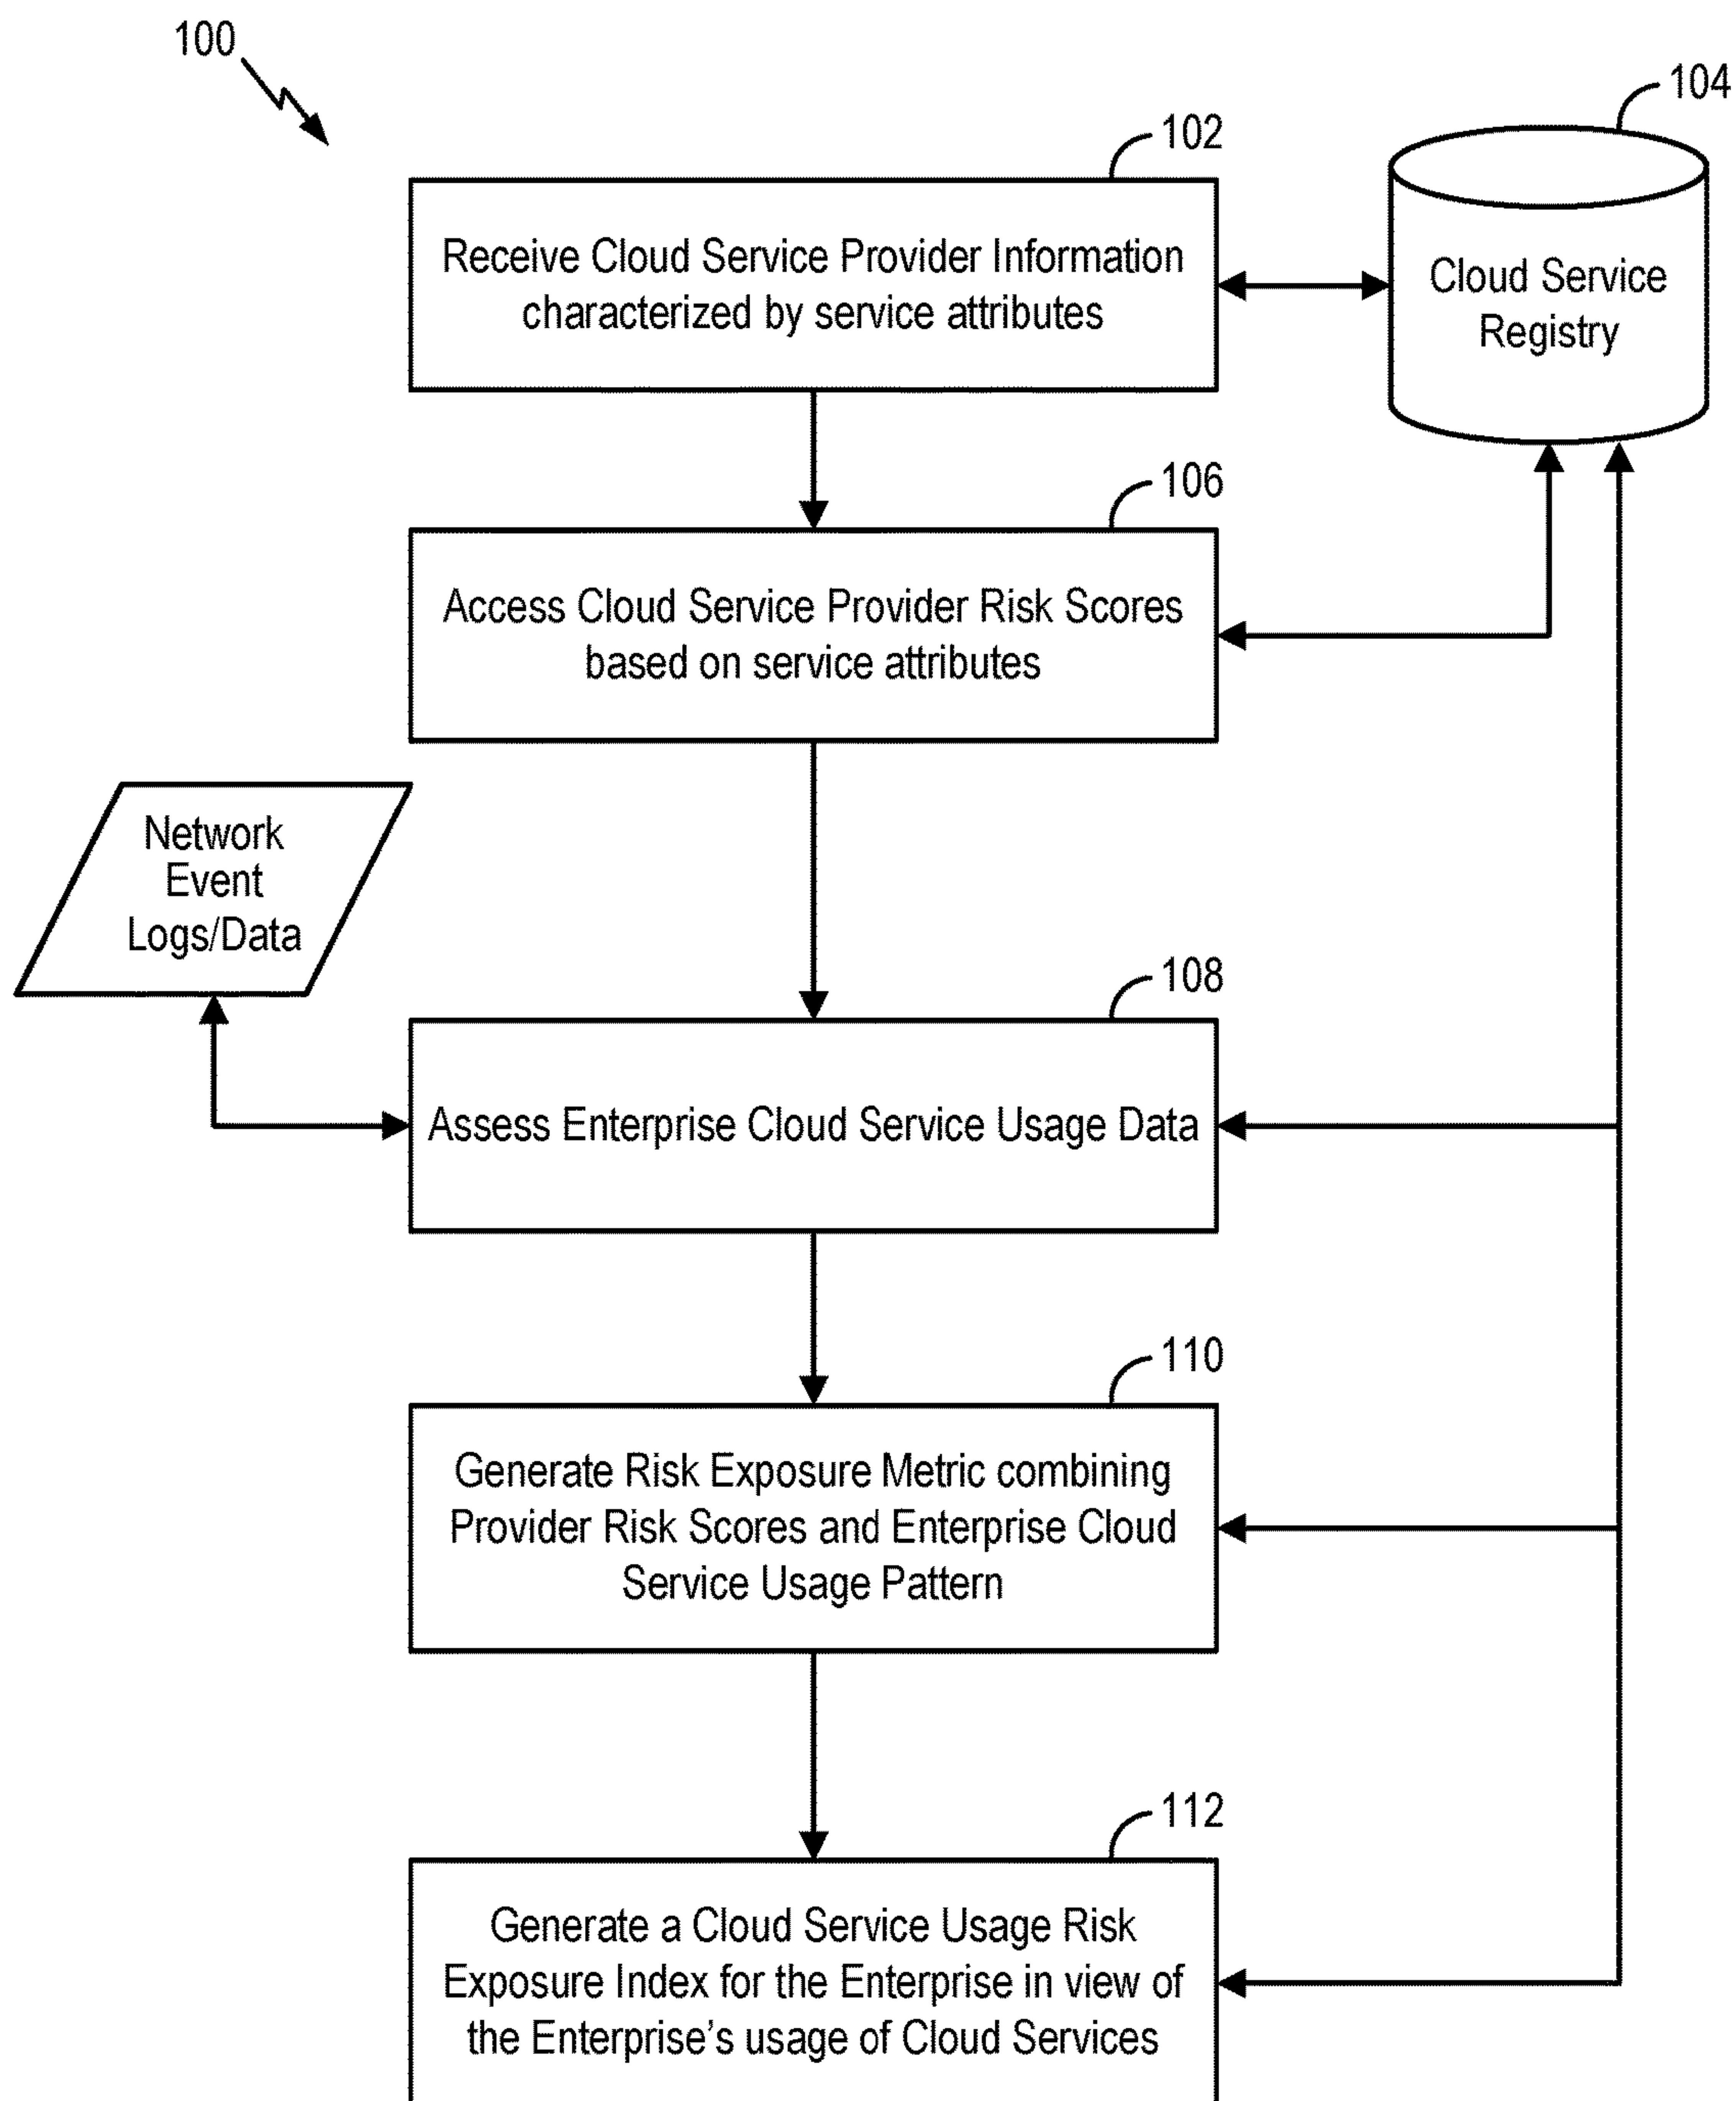 100
104
102
Receive Cloud Service Provider Information
characterized by service attributes
Cloud Service
Registry
106
Access Cloud Service Provider Risk Scores
based on service attributes
Network
Event
Logs/Data
108
Assess Enterprise Cloud Service Usage Data
110
Generate Risk Exposure Metric combining
Provider Risk Scores and Enterprise Cloud
Service Usage Pattern
112
Generate a Cloud Service Usage Risk
Exposure Index for the Enterprise in view of
the Enterprise’s usage of Cloud Services